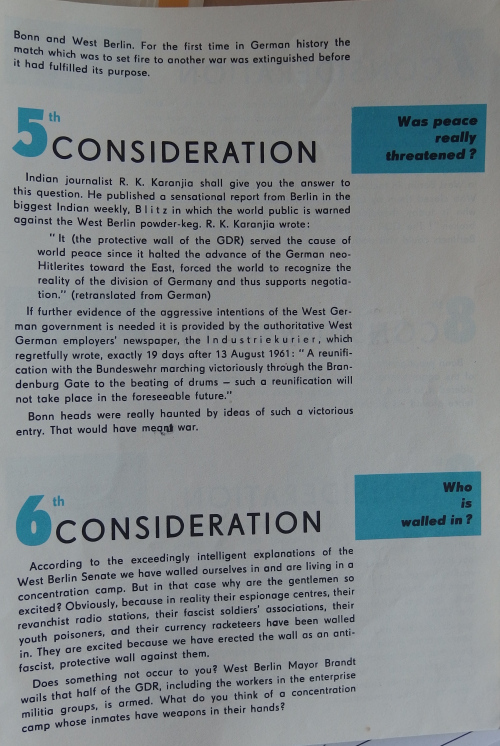 Bonn and West Berlin. For the first time in German history the
match which was to set fire to another war was extinguished before
it had fulfilled its purpose.
5th CONSIDERATION
Was peace
really
threatened?
Indian journalist R. K. Karanjia shall give you the answer to
this question. He published a sensational report from Berlin in the
biggest Indian weekly, Blitz in which the world public is warned
against the West Berlin powder-keg. R. K. Karanjia wrote:
"It (the protective wall of the GDR) served the cause of
world peace since it halted the advance of the German neo-
Hitlerites toward the East, forced the world to recognize the
reality of the division of Germany and thus supports negotia-
tion." (retranslated from German)
If further evidence of the aggressive intentions of the West Ger-
man government is needed it is provided by the authoritative West
German employers' newspaper, the Industriekurier, which
regretfully wrote, exactly 19 days after 13 August 1961: "A reunifi-
cation with the Bundeswehr marching victoriously through the Bran-
denburg Gate to the beating of drums – such a reunification will
not take place in the foreseeable future."
Bonn heads were really haunted by ideas of such a victorious
entry. That would have meant war.
6th CONSIDERATION
Who
is
walled in?
According to the exceedingly intelligent explanations of the
West Berlin Senate we have walled ourselves in and are living in a
concentration camp. But in that case why are the gentlemen so
excited? Obviously, because in reality their espionage centres, their
revanchist radio stations, their fascist soldiers' associations, their
youth poisoners, and their currency racketeers have been walled
in. They are excited because we have erected the wall as an anti-
fascist, protective wall against them.
Does something not occur to you? West Berlin Mayor Brandt
wails that half of the GDR, including the workers in the enterprise
militia groups, is armed. What do you think of a concentration
camp whose inmates have weapons in their hands?